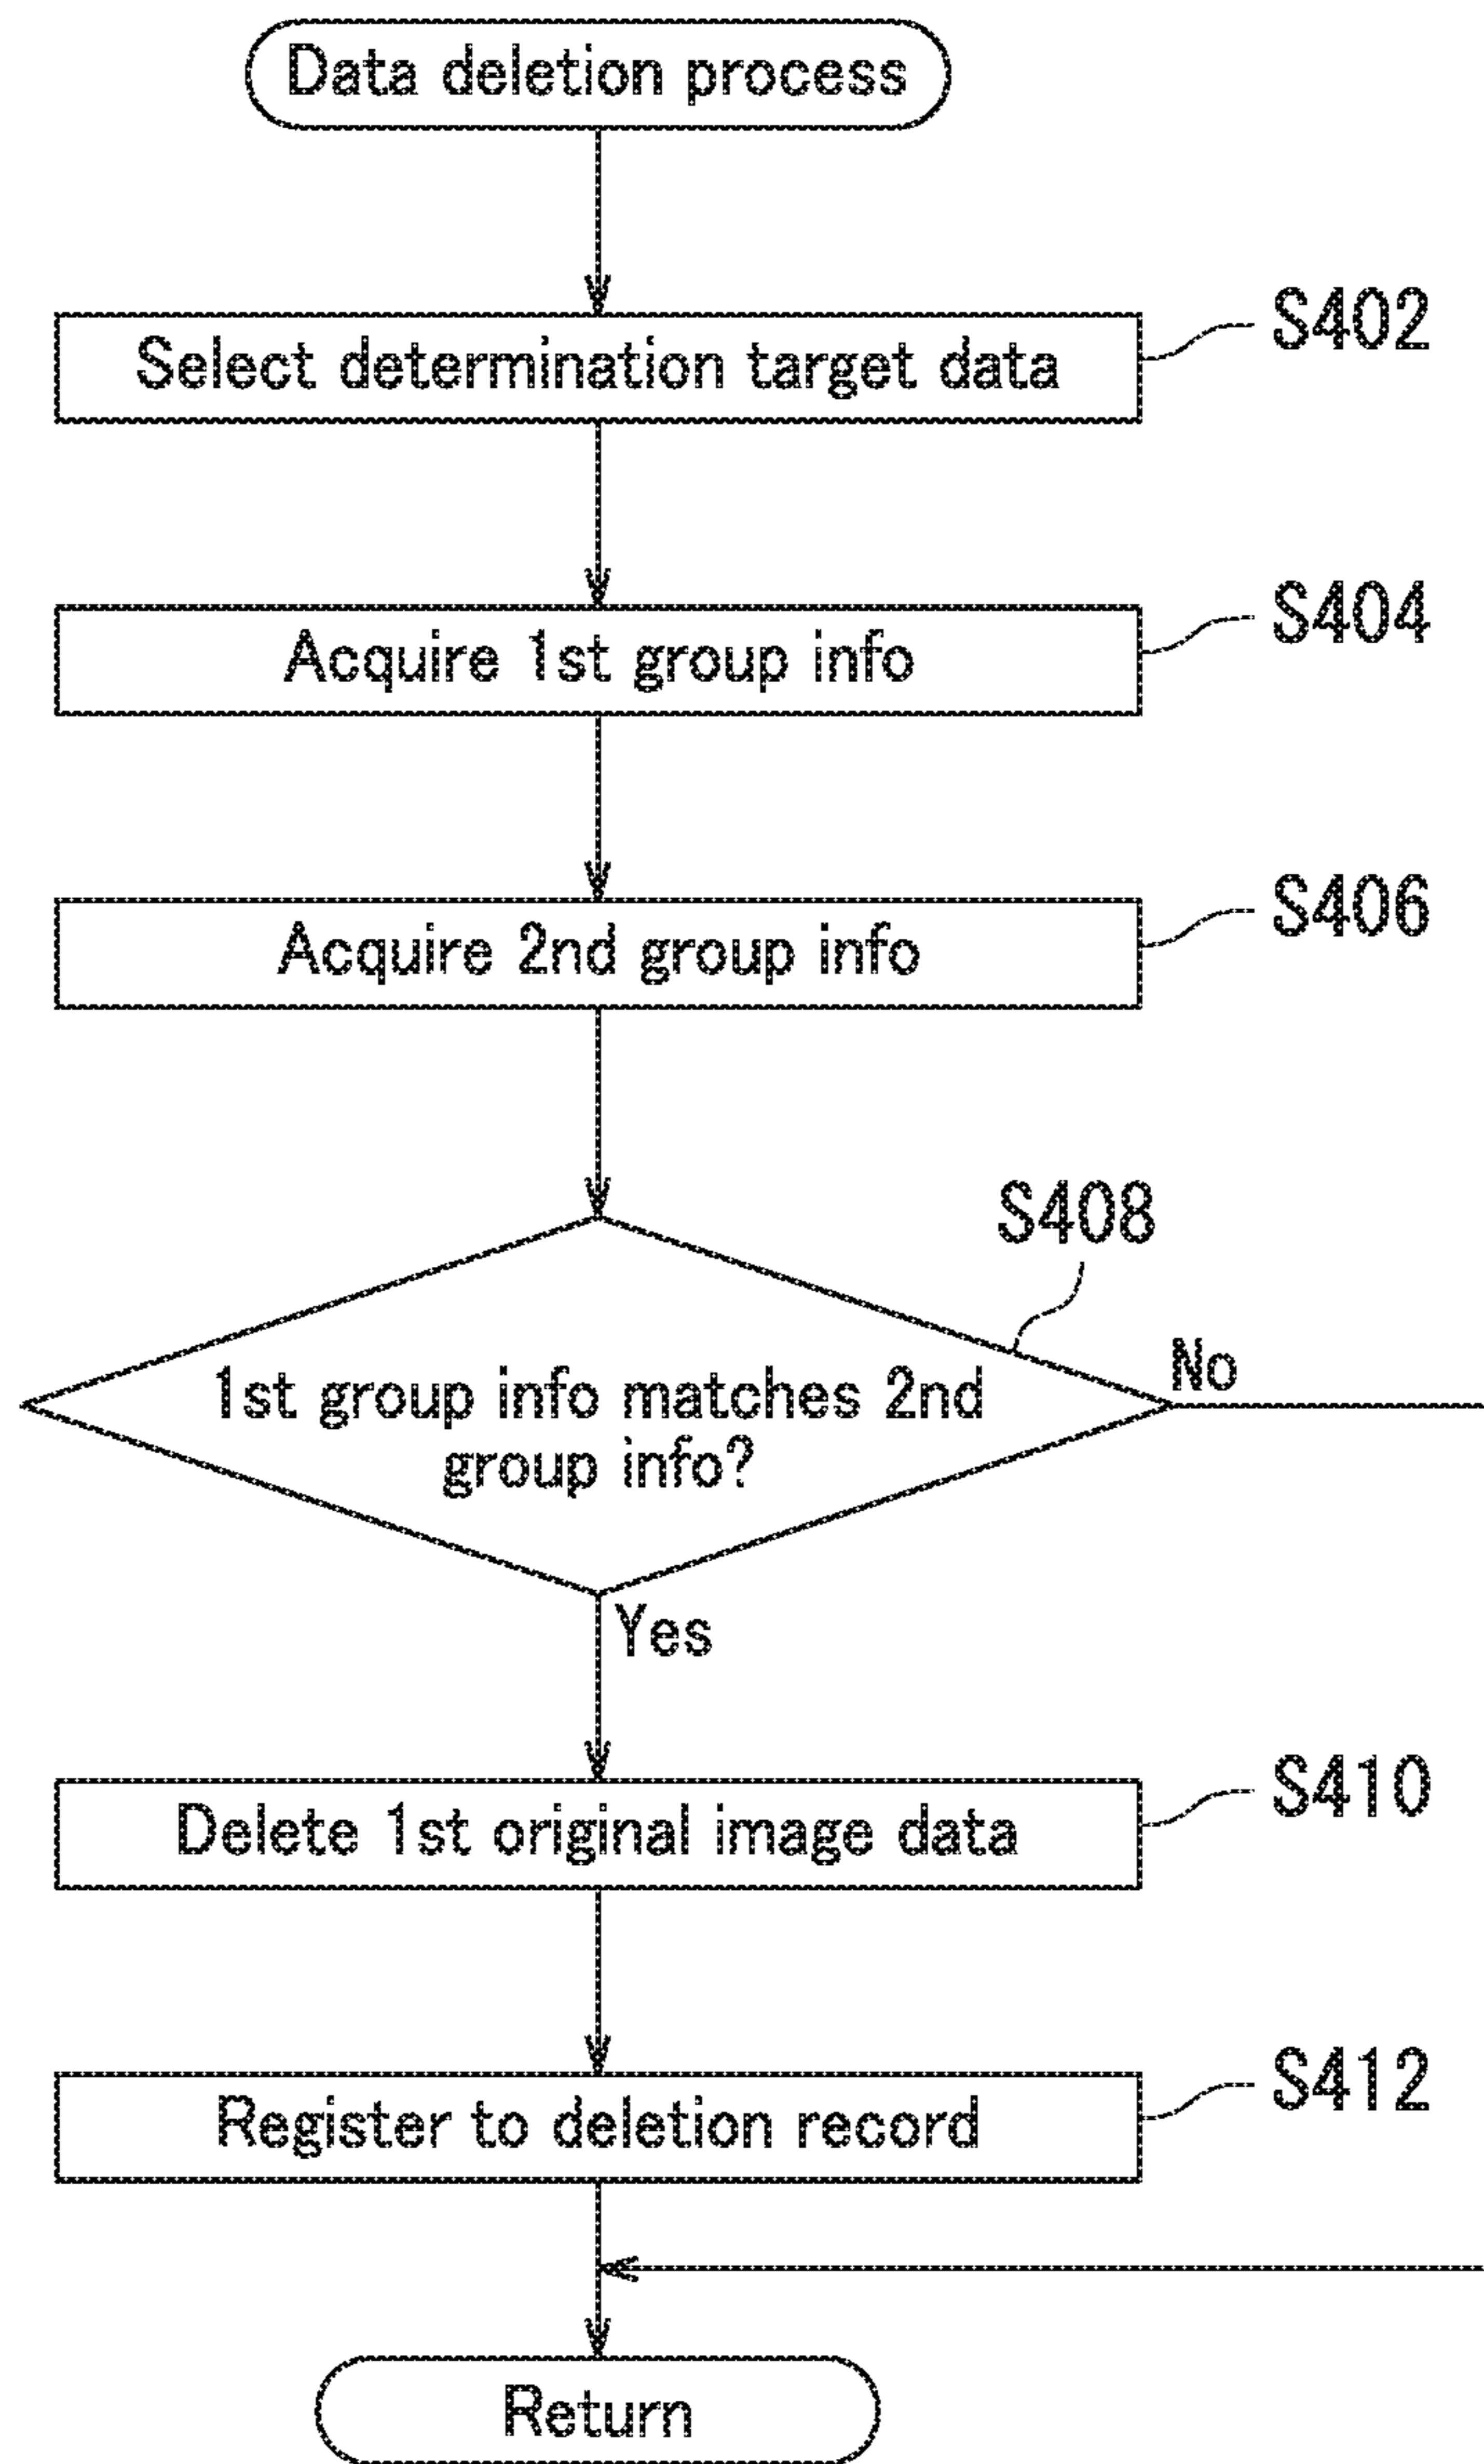 Data deletion process
Select determination target data
S402
Acquire 1st group info
S404
Acquire 2nd group info
S406
S408
1st group info matches 2nd
group info?
No
Yes
Delete 1st original image data
S410
Register to deletion record
S412
Return